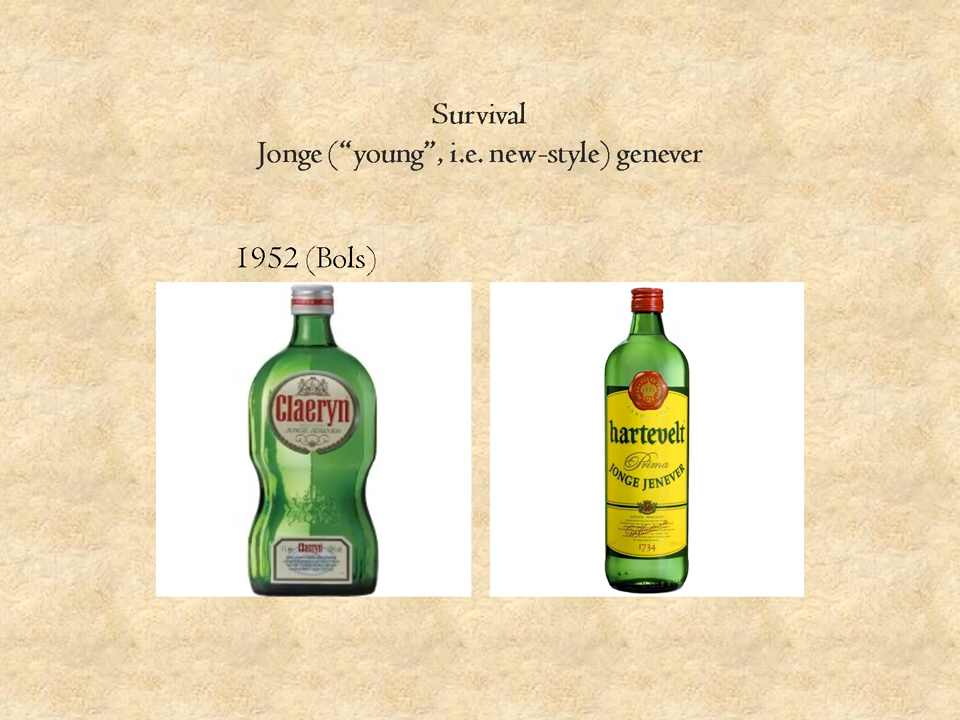 Survival
Jonge (“young”, i.e. new-style) genever
1952 (Bols)
Claeryn
JONGE JENEVER
Claeryn
hartevelt
Prima
JONGE JENEVER
1734